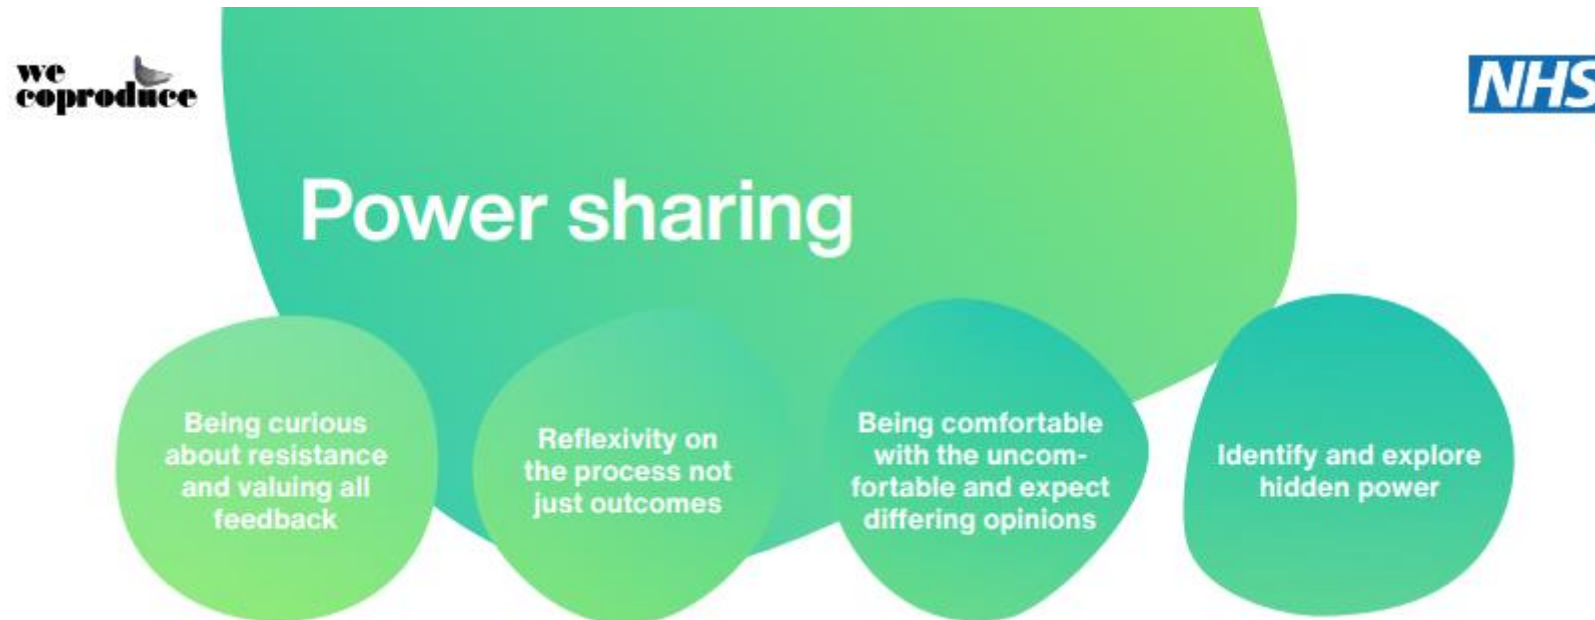 we
coproduce
NHS
Power sharing
Being curious
about resistance
and valuing all
feedback
Reflexivity on
the process not
just outcomes
Being comfortable
with the uncom-
fortable and expect
differing opinions
Identify and explore
hidden power